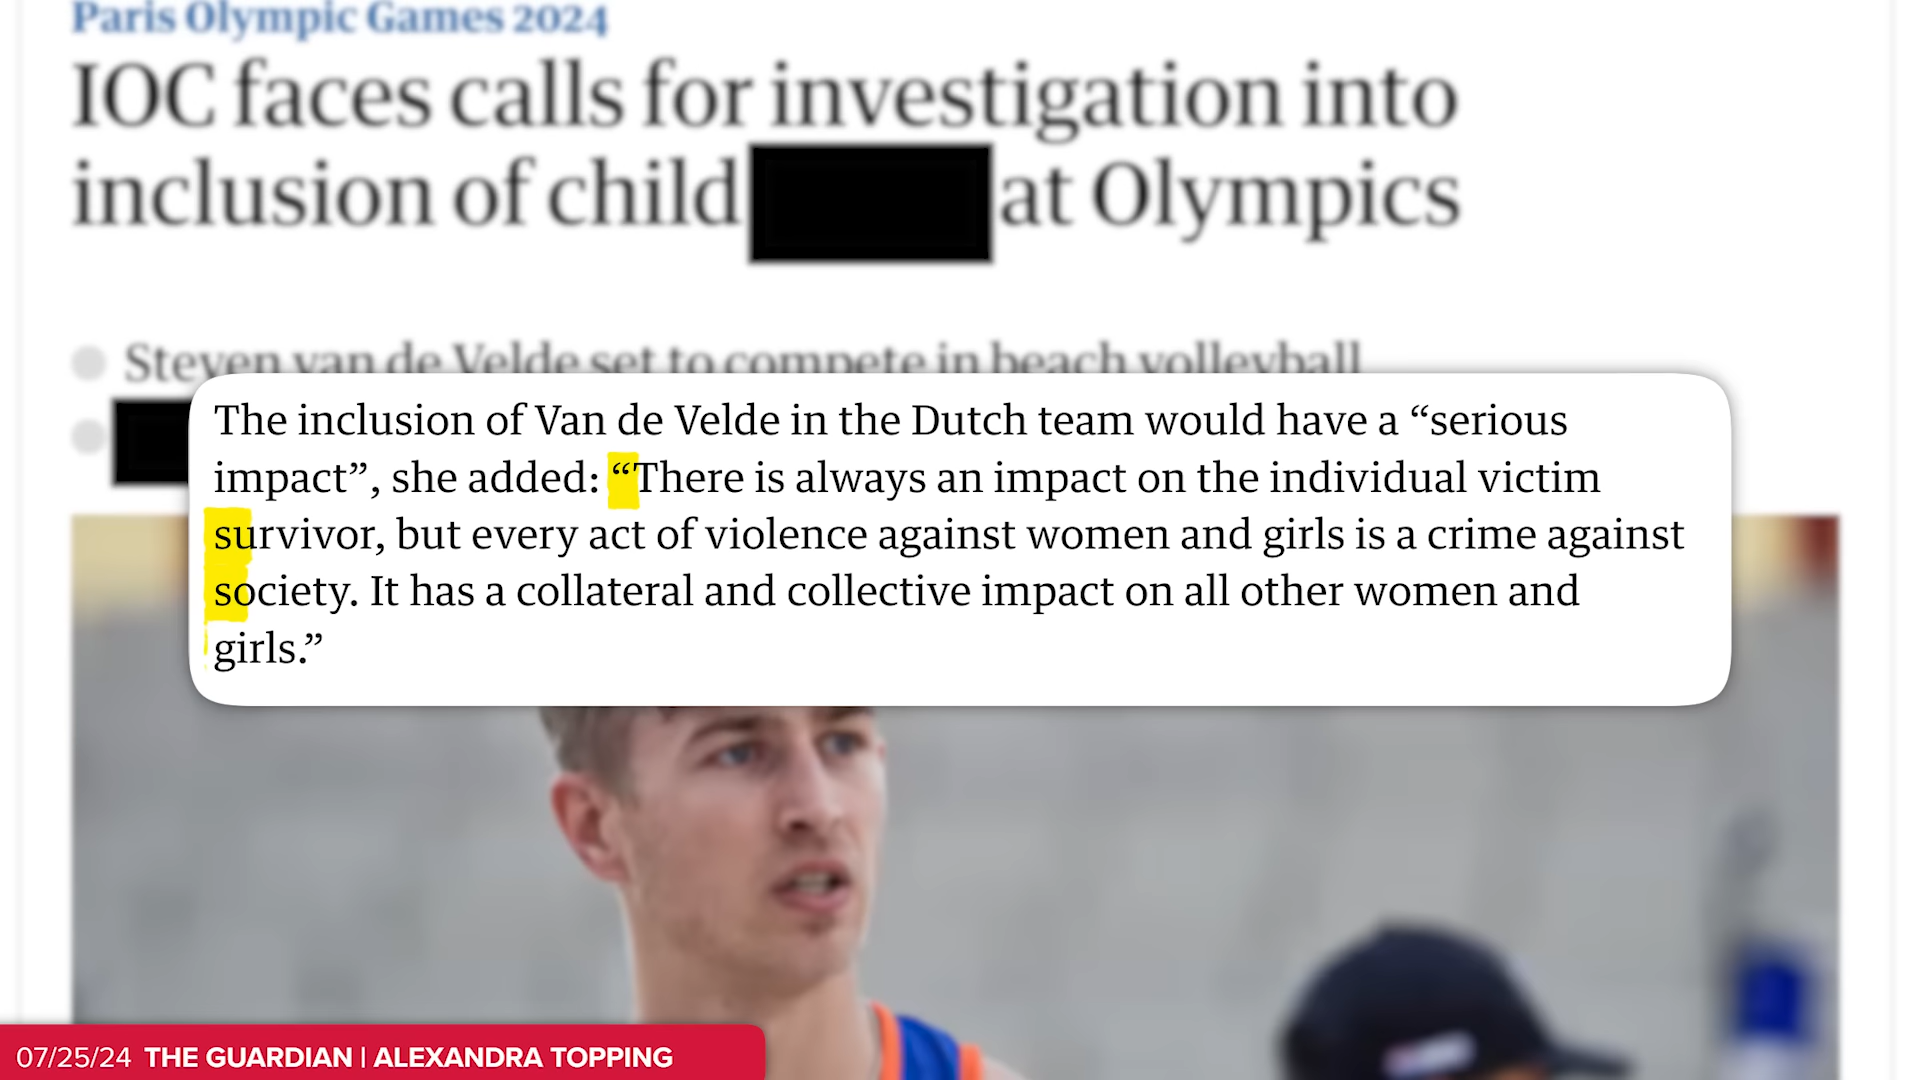 Paris Olympic Games 2024
IOC faces calls for investigation into
inclusion of child at Olympics
Steven van de Velde set to compete in beach volleyball
The inclusion of Van de Velde in the Dutch team would have a “serious
impact”, she added: “There is always an impact on the individual victim
survivor, but every act of violence against women and girls is a crime against
society. It has a collateral and collective impact on all other women and
girls.”
07/25/24 THE GUARDIAN | ALEXANDRA TOPPING